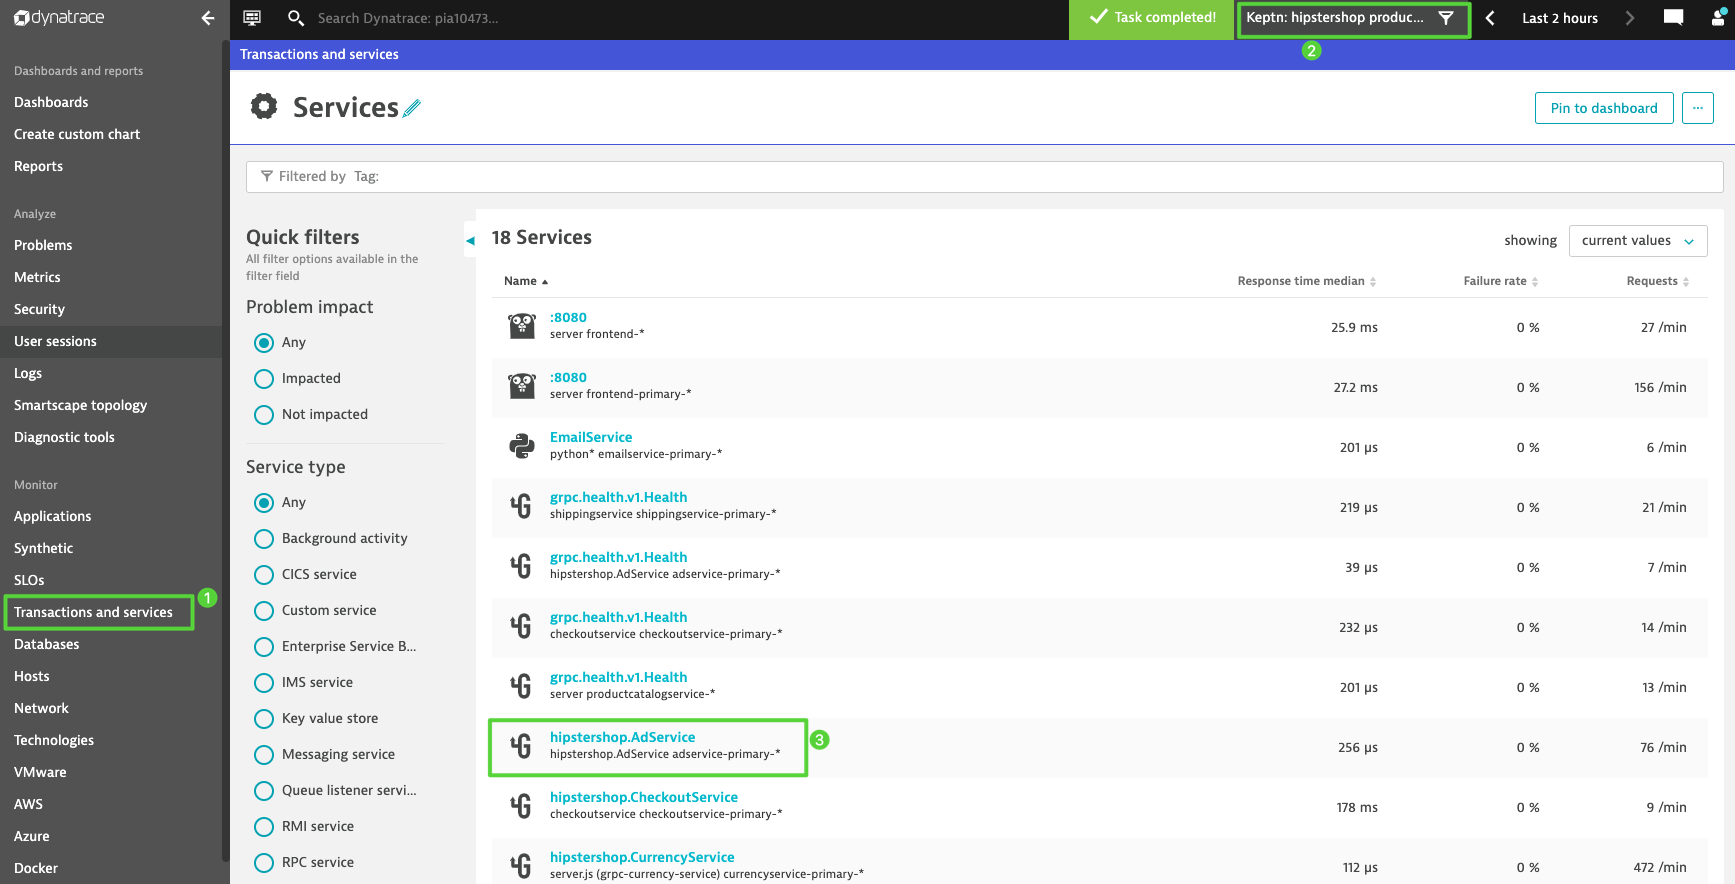 dynatrace
Search Dynatrace: pia10473...
Task completed!
Keptn: hipstershop produc...
Last 2 hours
2
Transactions and services
Dashboards and reports
Dashboards
Create custom chart
Reports
Analyze
Problems
Metrics
Security
User sessions
Logs
Smartscape topology
Diagnostic tools
Monitor
Applications
Synthetic
SLOs
1
Transactions and services
Databases
Hosts
Network
Technologies
VMware
AWS
Azure
Docker
Services
Pin to dashboard
...
Filtered by Tag:
Quick filters
All filter options available in the
filter field
Problem impact
Any
Impacted
Not impacted
Service type
Any
Background activity
CICS service
Custom service
Enterprise Service B...
IMS service
Key value store
Messaging service
Queue listener servi...
RMI service
RPC service
18 Services
showing
current values
Name Response time median Failure rate Requests
:8080
server frontend-*
25.9 ms 0 % 27 /min
:8080
server frontend-primary-*
27.2 ms 0 % 156 /min
EmailService
python* emailservice-primary-*
201 µs 0 % 6 /min
grpc.health.v1.Health
shippingservice shippingservice-primary-*
219 µs 0 % 21 /min
grpc.health.v1.Health
hipstershop.AdService adservice-primary-*
39 µs 0 % 7 /min
grpc.health.v1.Health
checkoutservice checkoutservice-primary-*
232 µs 0 % 14 /min
grpc.health.v1.Health
server productcatalogservice-*
201 µs 0 % 13 /min
hipstershop.AdService
hipstershop.AdService adservice-primary-*
3
256 µs 0 % 76 /min
hipstershop.CheckoutService
checkoutservice checkoutservice-primary-*
178 ms 0 % 9 /min
hipstershop.CurrencyService
server.js (grpc-currency-service) currencyservice-primary-*
112 µs 0 % 472 /min